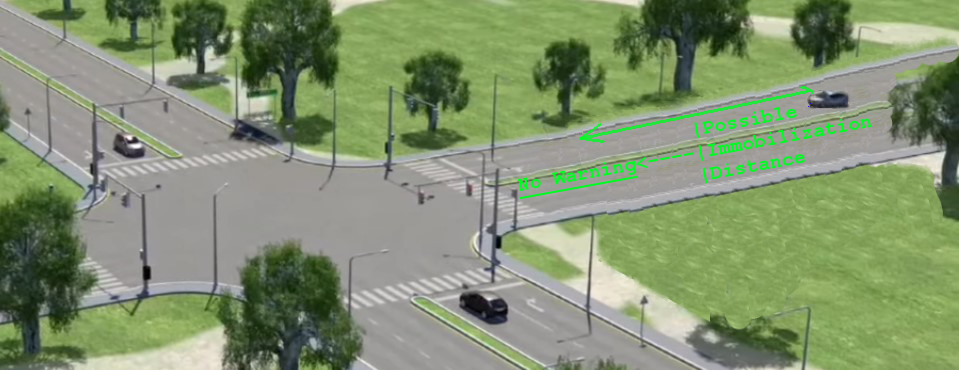 |Possible
No Warning<----|Immobilization
|Distance